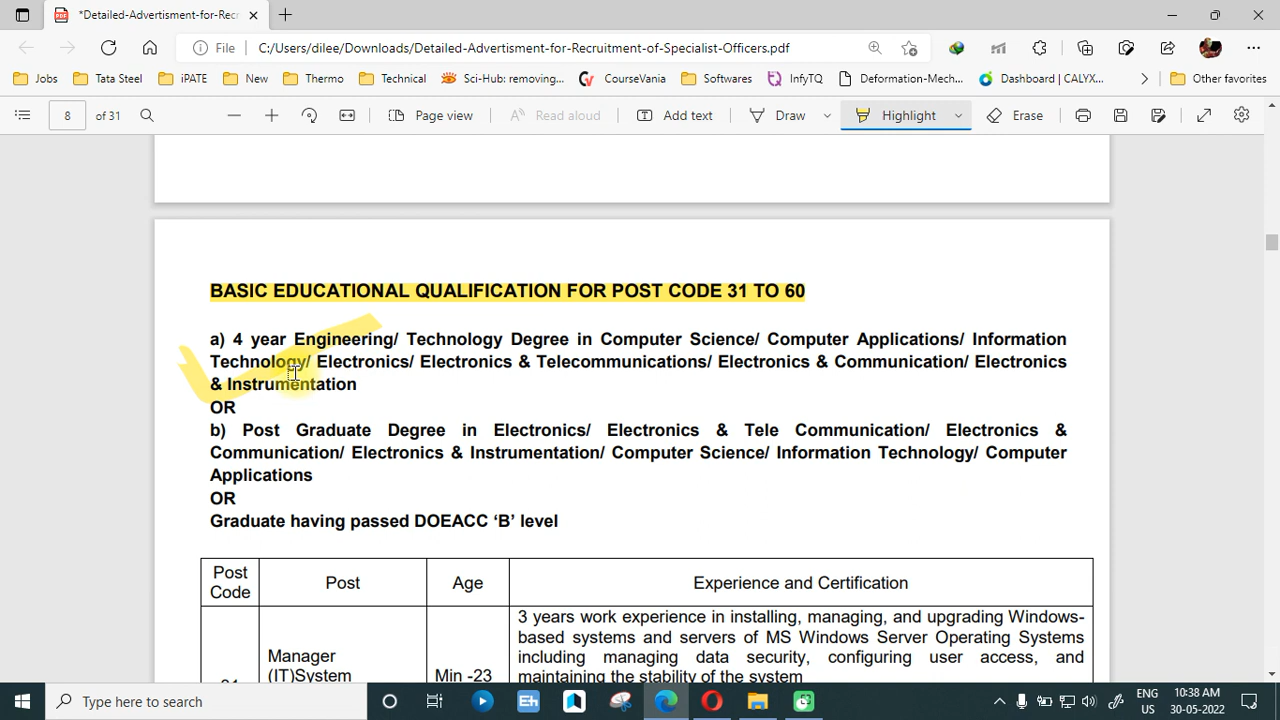 *Detailed-Advertisment-for-Recr
File C:/Users/dilee/Downloads/Detailed-Advertisment-for-Recruitment-of-Specialist-Officers.pdf
Jobs Tata Steel iPATE New Thermo Technical Sci-Hub: removing... CourseVania Softwares InfyTQ Deformation-Mech... Dashboard | CALYX... Other favorites
8 of 31 Page view Read aloud Add text Draw Highlight Erase
BASIC EDUCATIONAL QUALIFICATION FOR POST CODE 31 TO 60
a) 4 year Engineering/ Technology Degree in Computer Science/ Computer Applications/ Information
Technology/ Electronics/ Electronics & Telecommunications/ Electronics & Communication/ Electronics
& Instrumentation
OR
b) Post Graduate Degree in Electronics/ Electronics & Tele Communication/ Electronics &
Communication/ Electronics & Instrumentation/ Computer Science/ Information Technology/ Computer
Applications
OR
Graduate having passed DOEACC ‘B’ level
Post
Code
Post
Age
Experience and Certification
Manager
(IT)System
Min -23
3 years work experience in installing, managing, and upgrading Windows-
based systems and servers of MS Windows Server Operating Systems
including managing data security, configuring user access, and
maintaining the stability of the system
Type here to search
ENG
US
10:38 AM
30-05-2022